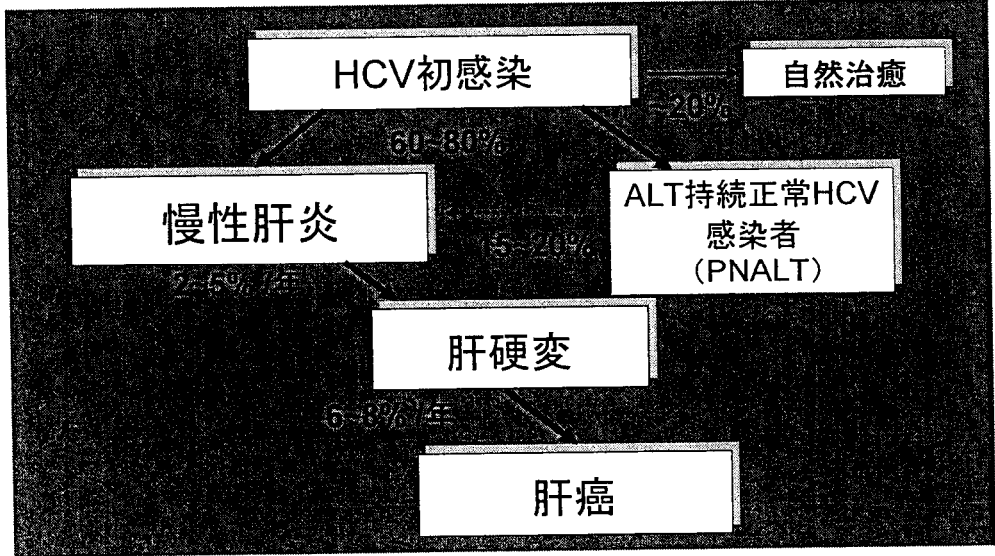 HCV初感染
自然治癒
~20%
60~80%
慢性肝炎
ALT持続正常HCV
感染者
（PNALT）
15~20%
2~5%/年
肝硬変
6~8%/年
肝癌